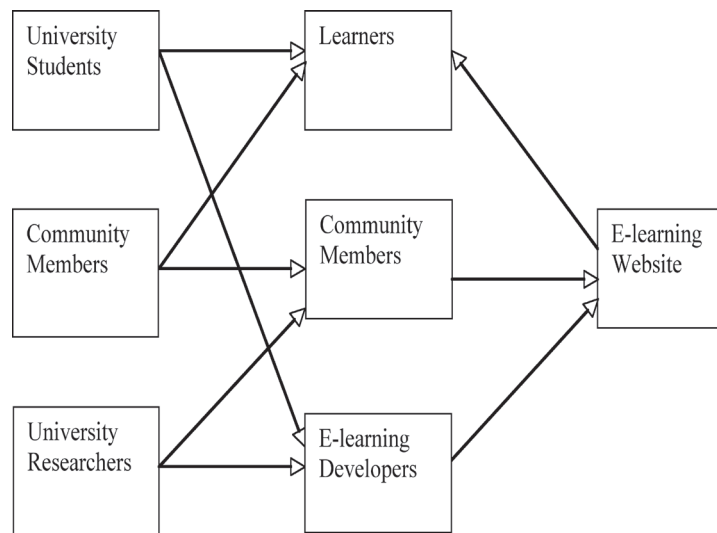 University
Students
Learners
Community
Members
Community
Members
E-learning
Website
University
Researchers
E-learning
Developers